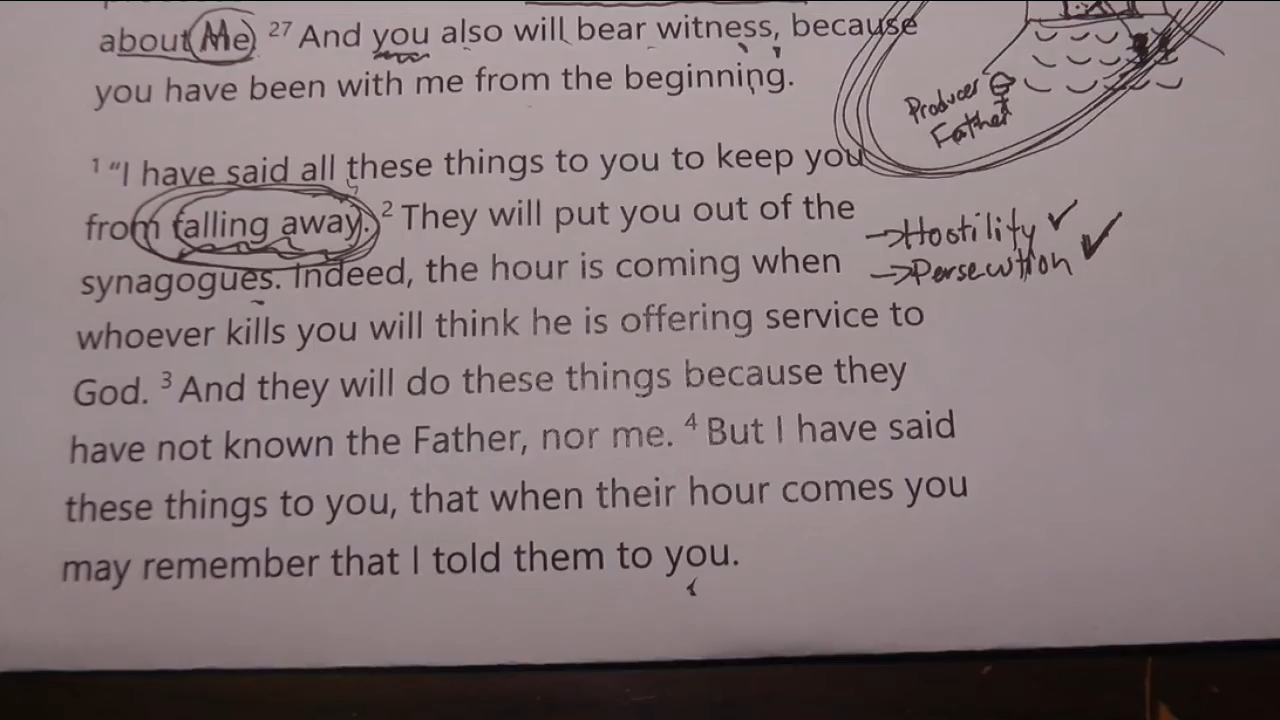 about Me 27 And you also will bear witness, because
you have been with me from the beginning.
Producer
Father
1 “I have said all these things to you to keep you
from falling away. 2 They will put you out of the
→Hostility ✓
synagogues. Indeed, the hour is coming when
→Persecution ✓
whoever kills you will think he is offering service to
God. 3 And they will do these things because they
have not known the Father, nor me. 4 But I have said
these things to you, that when their hour comes you
may remember that I told them to you.